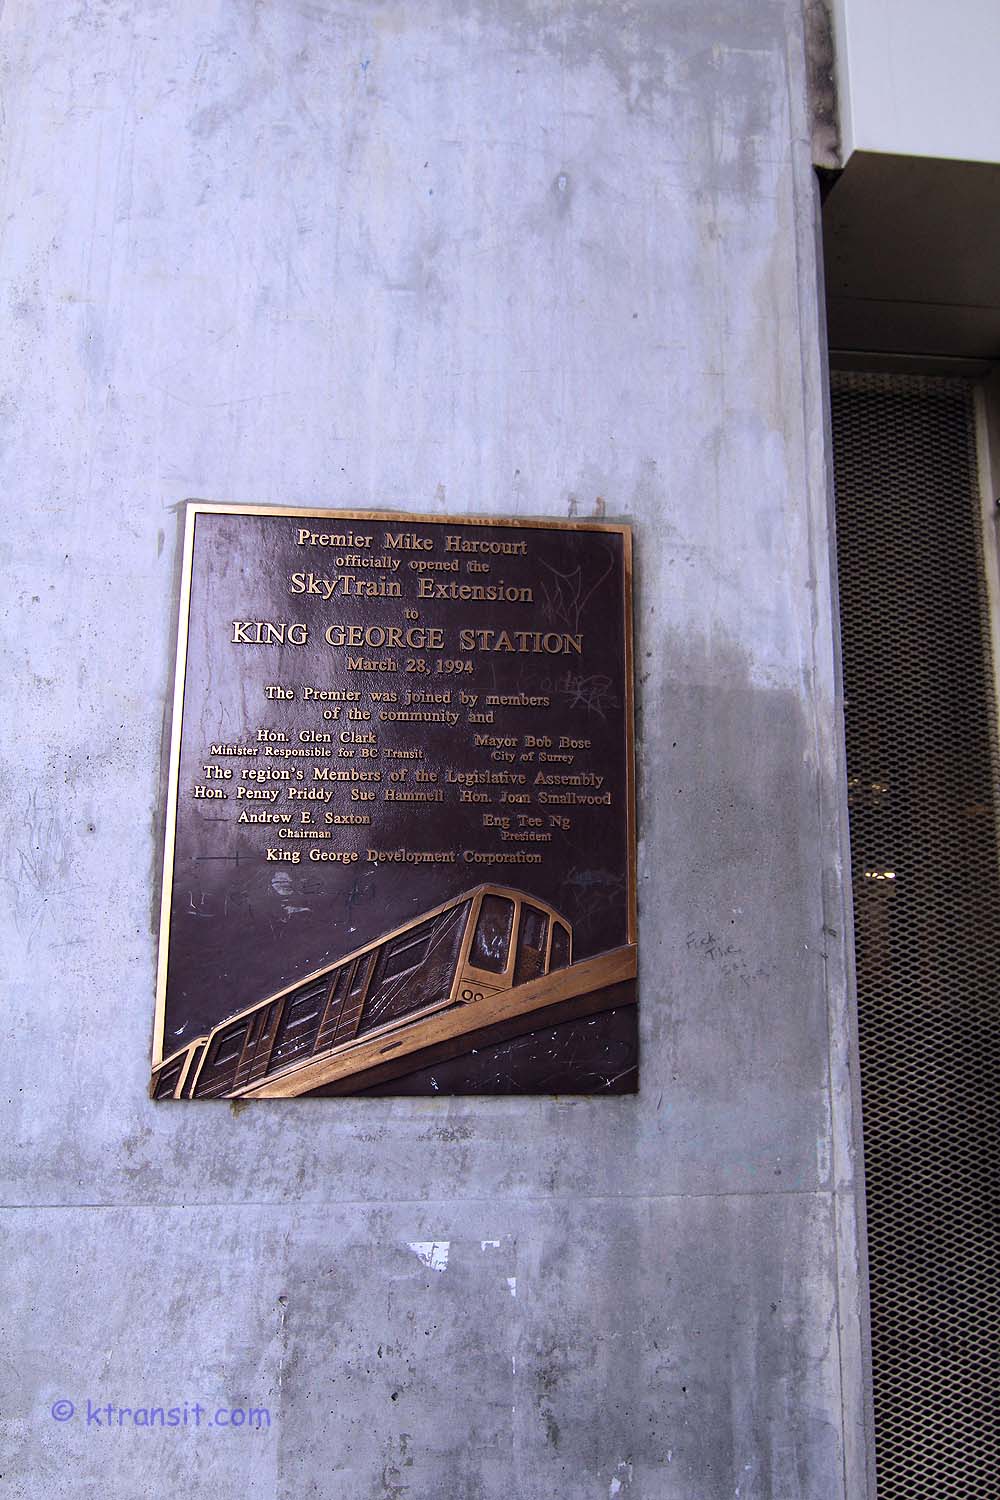 Premier Mike Harcourt
officially opened the
SkyTrain Extension
to
KING GEORGE STATION
March 28, 1994
The Premier was joined by members
of the community and
Hon. Glen Clark Mayor Bob Bose
Minister Responsible for BC Transit City of Surrey
The region's Members of the Legislative Assembly
Hon. Penny Priddy Sue Hammell Hon. Joan Smallwood
Andrew E. Saxton Eng Tee Ng
Chairman President
King George Development Corporation
© ktransit.com